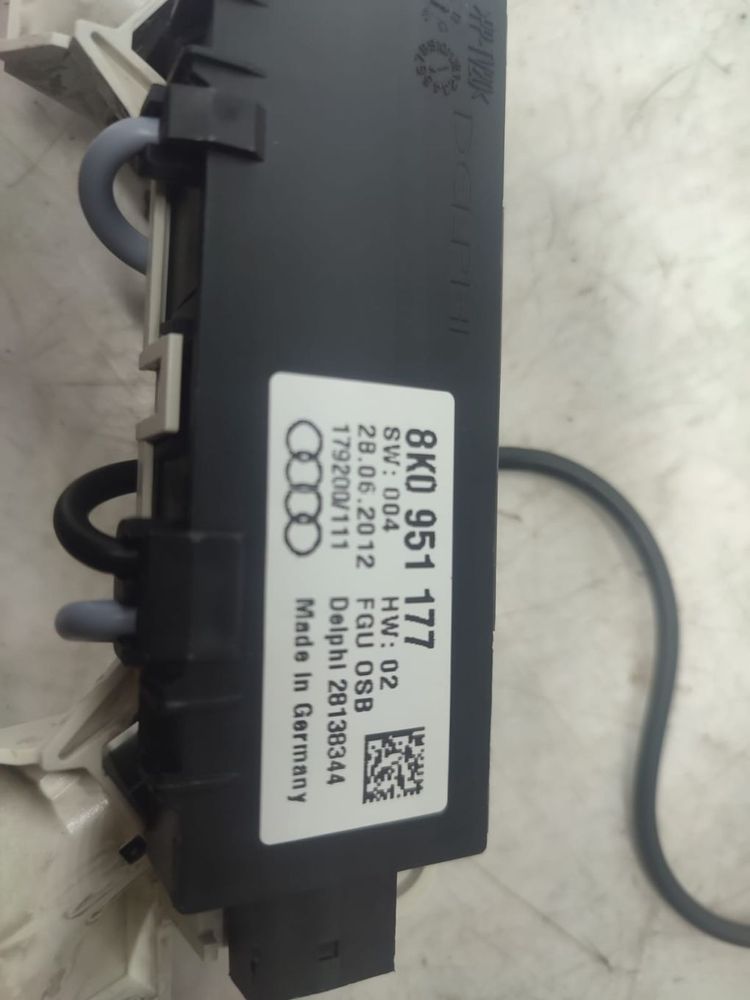 DELPHI
8K0 951 177
SW: 004 HW: 02
28.06.2012 FGU OSB
179200/111 Delphi 28138344
Made in Germany